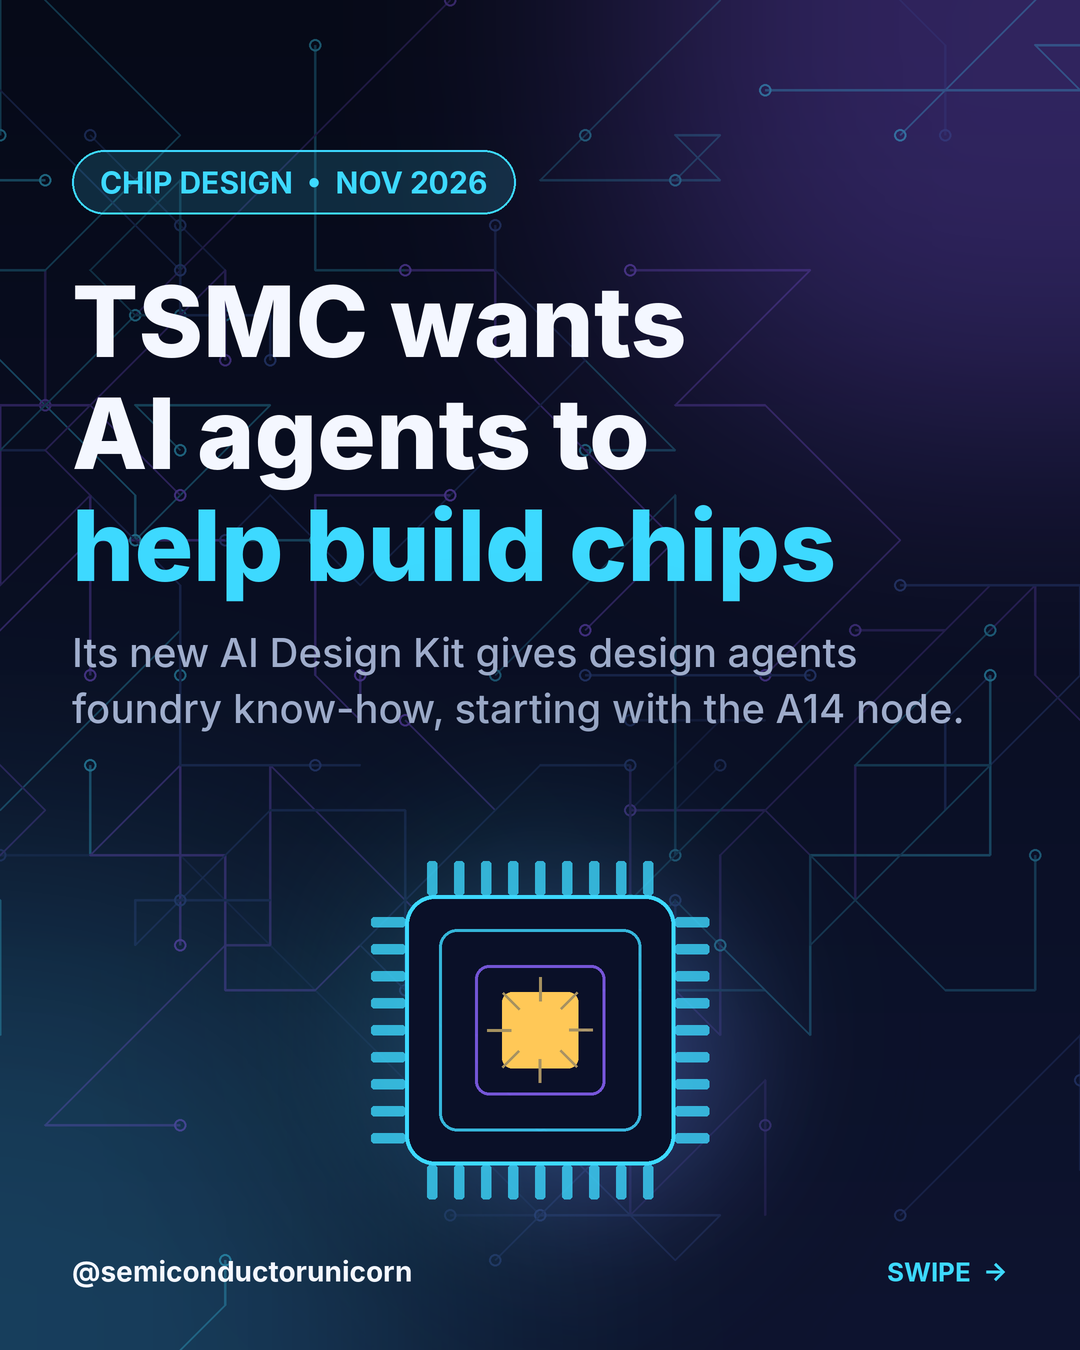 CHIP DESIGN • NOV 2026
TSMC wants
AI agents to
help build chips
Its new AI Design Kit gives design agents
foundry know-how, starting with the A14 node.
@semiconductorunicorn
SWIPE →